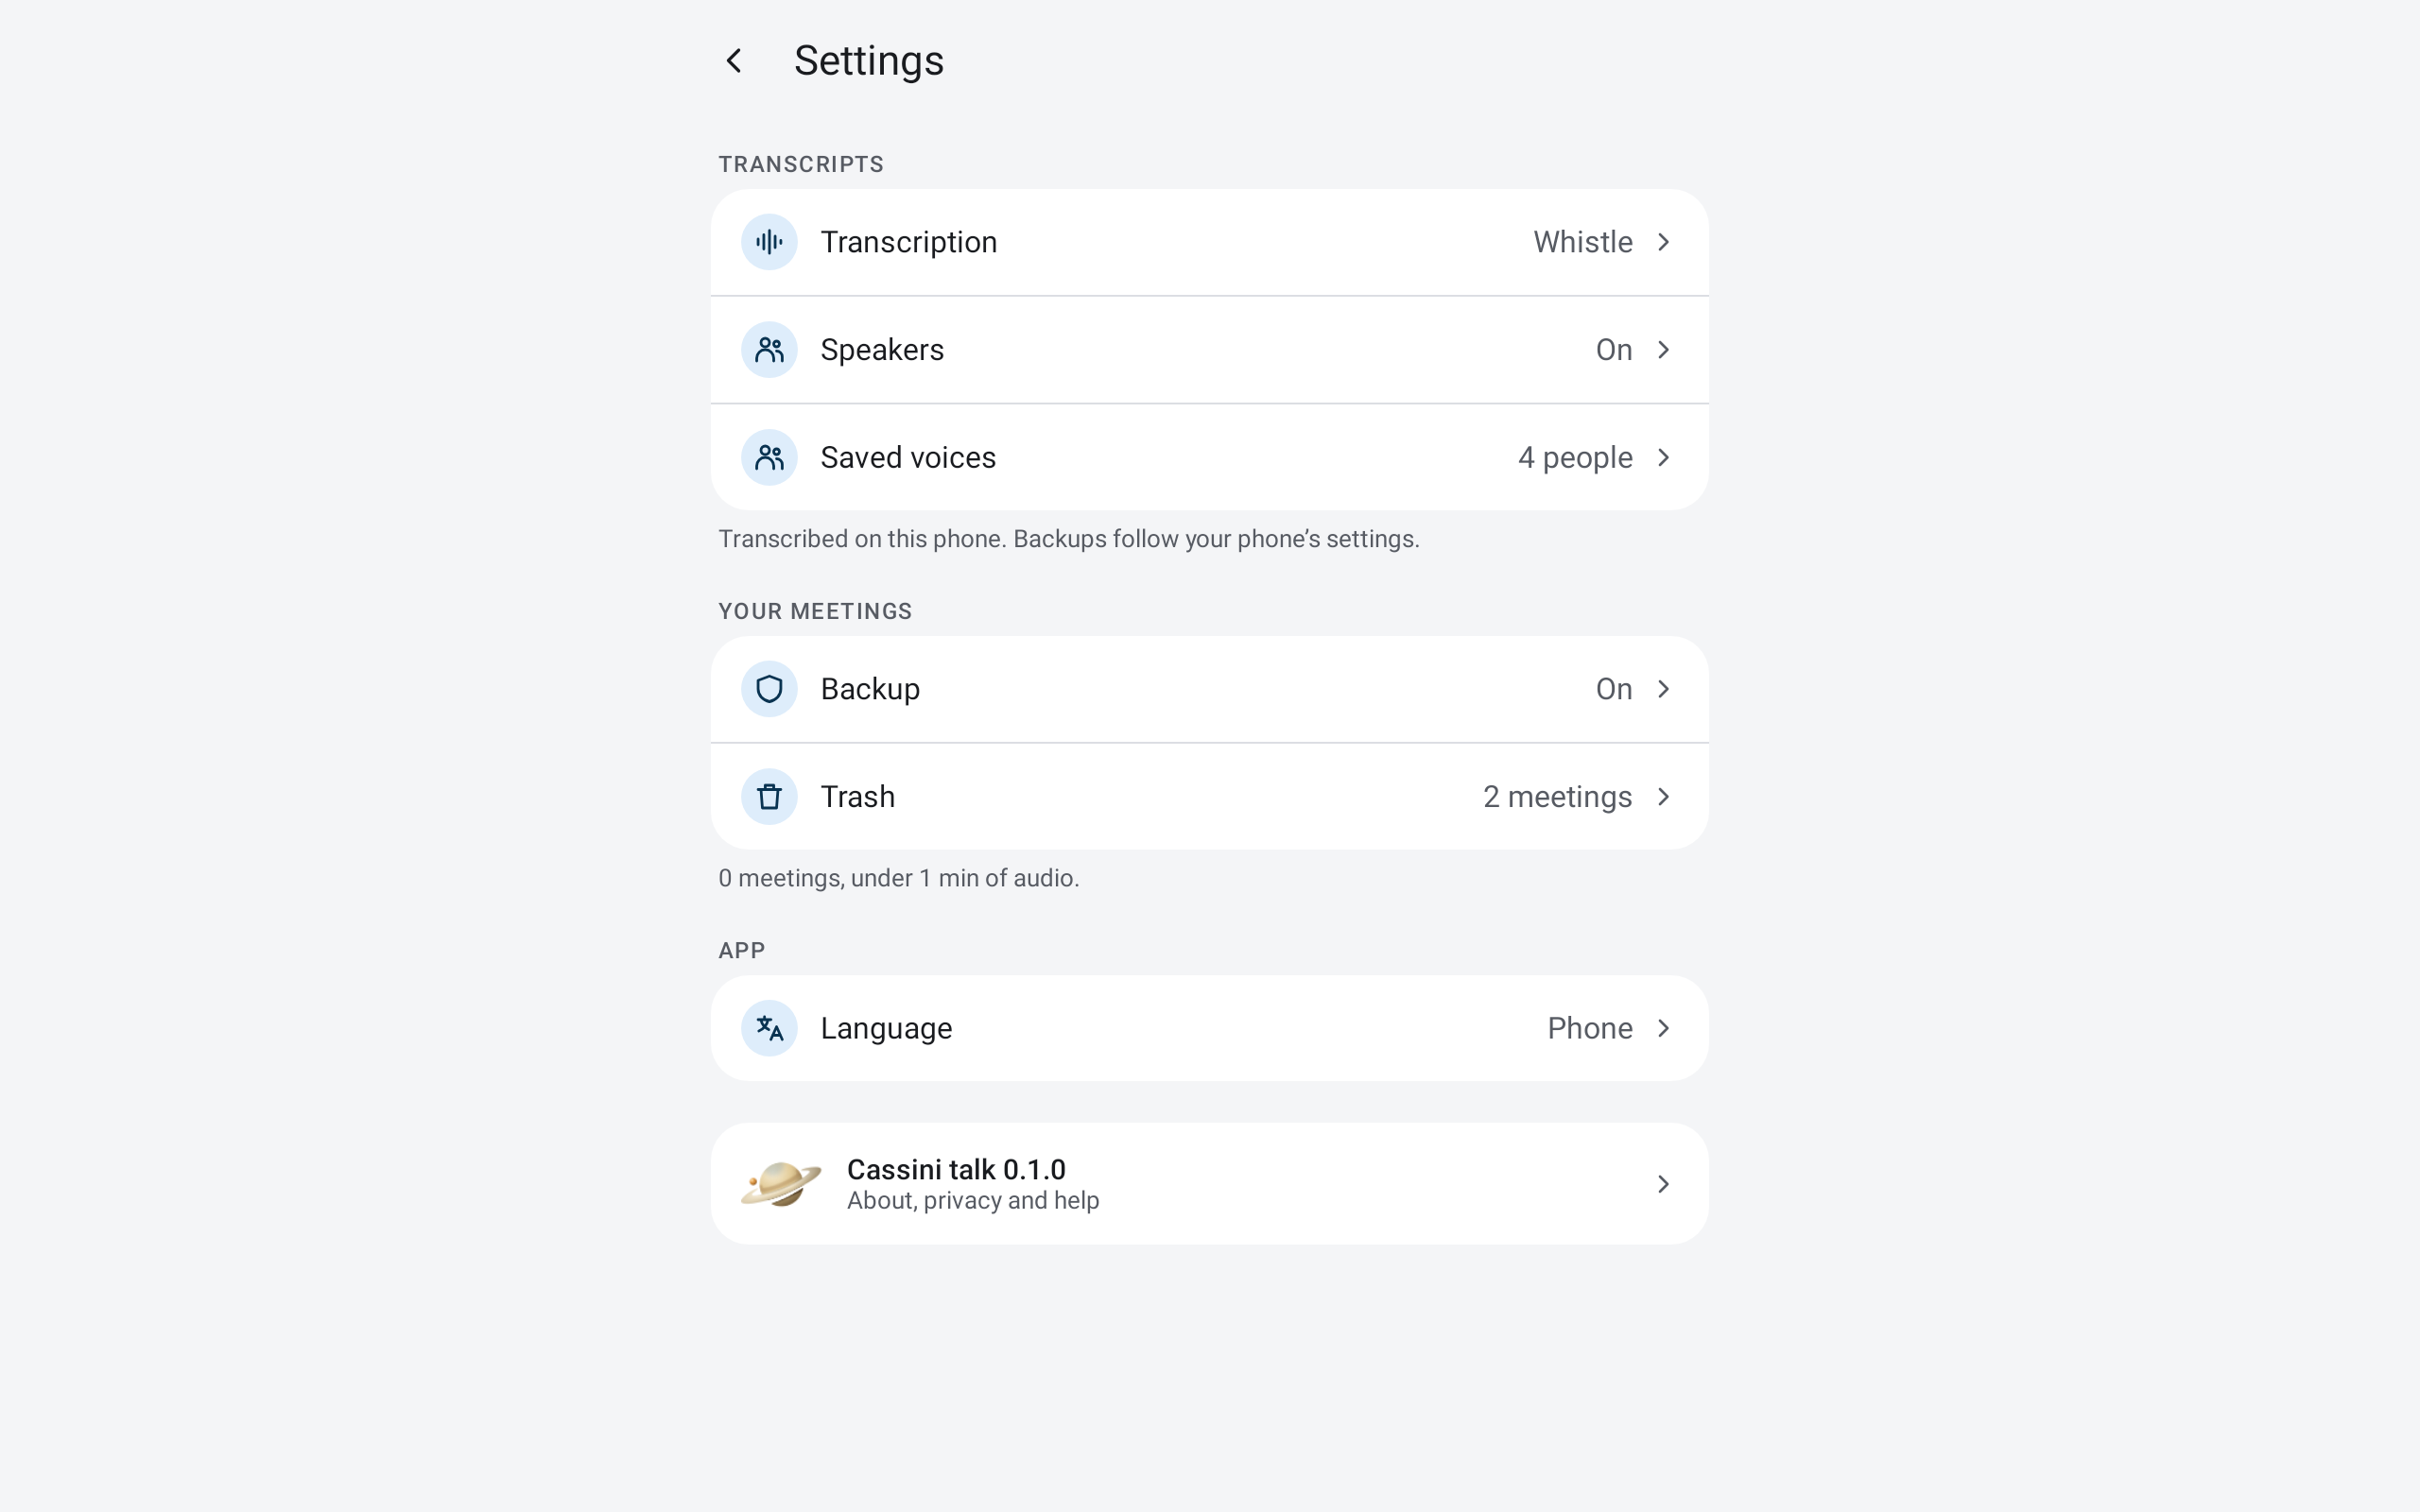 Settings
TRANSCRIPTS
Transcription Whistle
Speakers On
Saved voices 4 people
Transcribed on this phone. Backups follow your phone’s settings.
YOUR MEETINGS
Backup On
Trash 2 meetings
0 meetings, under 1 min of audio.
APP
Language Phone
Cassini talk 0.1.0
About, privacy and help